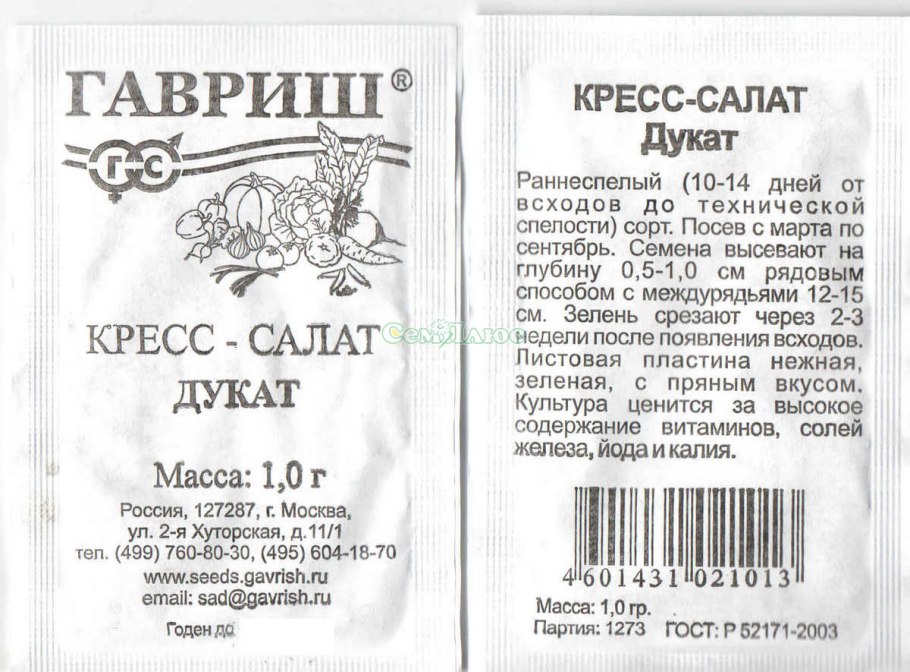 ГАВРИШ®
ГС
КРЕСС - САЛАТ
ДУКАТ
Масса: 1,0 г
Россия, 127287, г. Москва,
ул. 2-я Хуторская, д.11/1
тел. (499) 760-80-30, (495) 604-18-70
www.seeds.gavrish.ru
email: sad@gavrish.ru
Годен до
СемПлюс
КРЕСС-САЛАТ
Дукат
Раннеспелый (10-14 дней от
всходов до технической
спелости) сорт. Посев с марта по
сентябрь. Семена высевают на
глубину 0,5-1,0 см рядовым
способом с междурядьями 12-15
см. Зелень срезают через 2-3
недели после появления всходов.
Листовая пластина нежная,
зеленая, с пряным вкусом.
Культура ценится за высокое
содержание витаминов, солей
железа, йода и калия.
4 601431 021013
Масса: 1,0 гр.
Партия: 1273 ГОСТ: Р 52171-2003